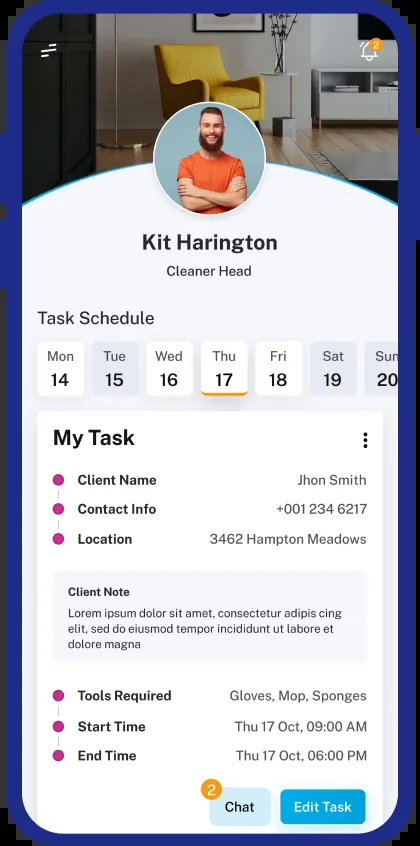 2
Kit Harington
Cleaner Head
Task Schedule
Mon Tue Wed Thu Fri Sat Sun
14 15 16 17 18 19 20
My Task
Client Name Jhon Smith
Contact Info +001 234 6217
Location 3462 Hampton Meadows
Client Note
Lorem ipsum dolor sit amet, consectetur adipis cing
elit, sed do eiusmod tempor incididunt ut labore et
dolore magna
Tools Required Gloves, Mop, Sponges
Start Time Thu 17 Oct, 09:00 AM
End Time Thu 17 Oct, 06:00 PM
2
Chat Edit Task